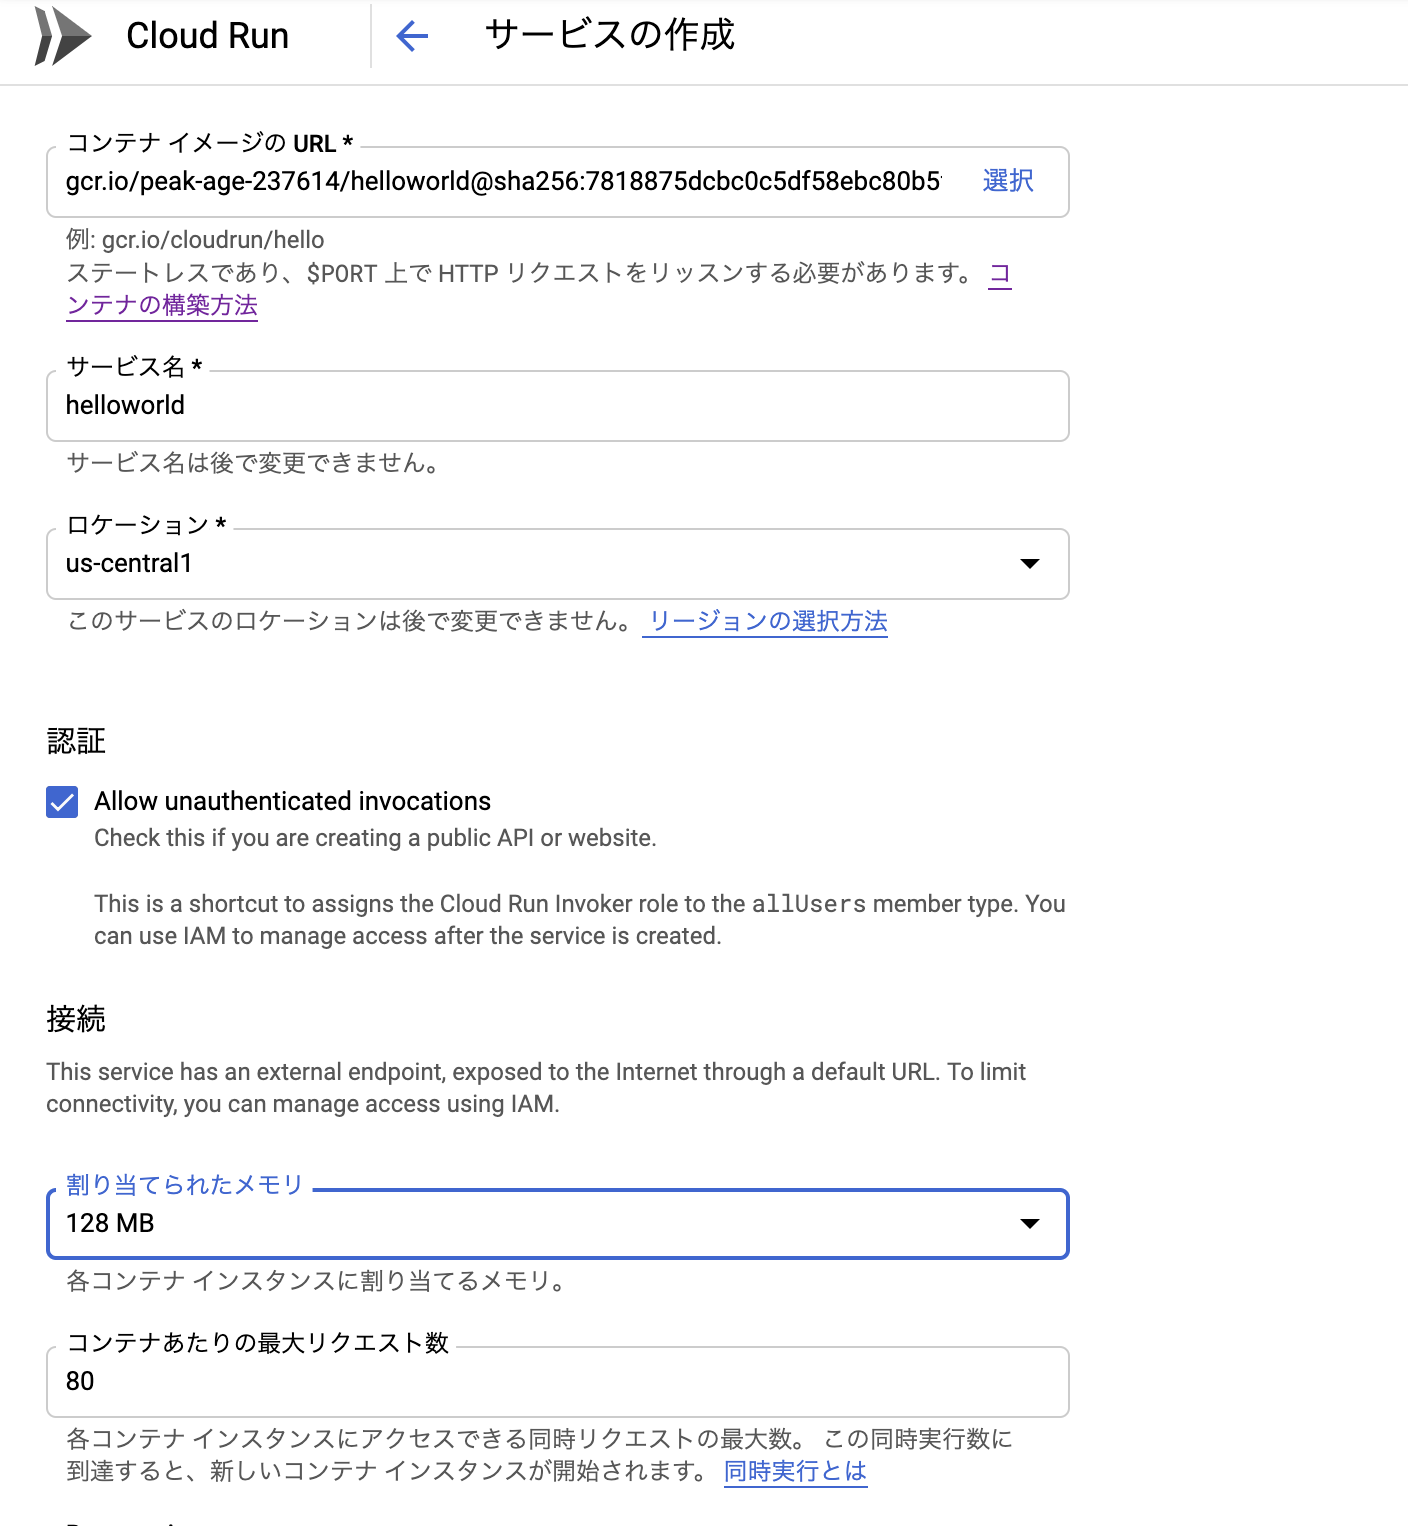 Cloud Run
サービスの作成
コンテナ イメージの URL *
gcr.io/peak-age-237614/helloworld@sha256:7818875dcbc0c5df58ebc80b5
選択
例: gcr.io/cloudrun/hello
ステートレスであり、$PORT 上で HTTP リクエストをリッスンする必要があります。 コ
ンテナの構築方法
サービス名 *
helloworld
サービス名は後で変更できません。
ロケーション *
us-central1
このサービスのロケーションは後で変更できません。 リージョンの選択方法
認証
Allow unauthenticated invocations
Check this if you are creating a public API or website.
This is a shortcut to assigns the Cloud Run Invoker role to the allUsers member type. You
can use IAM to manage access after the service is created.
接続
This service has an external endpoint, exposed to the Internet through a default URL. To limit
connectivity, you can manage access using IAM.
割り当てられたメモリ
128 MB
各コンテナ インスタンスに割り当てるメモリ。
コンテナあたりの最大リクエスト数
80
各コンテナ インスタンスにアクセスできる同時リクエストの最大数。 この同時実行数に
到達すると、新しいコンテナ インスタンスが開始されます。 同時実行とは